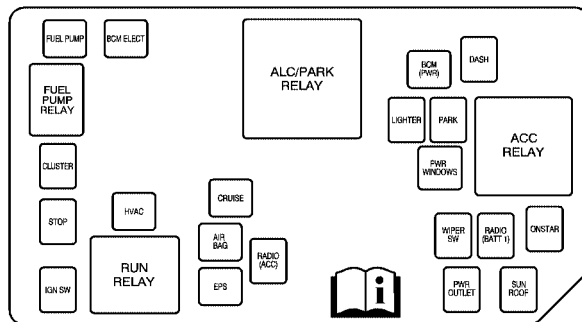 FUEL PUMP
BCM ELECT
FUEL
PUMP
RELAY
ALC/PARK
RELAY
BCM
(PWR)
DASH
LIGHTER
PARK
ACC
RELAY
PWR
WINDOWS
CLUSTER
STOP
HVAC
CRUISE
AIR
BAG
RADIO
(ACC)
EPS
RUN
RELAY
IGN SW
WIPER
SW
RADIO
(BATT 1)
ONSTAR
PWR
OUTLET
SUN
ROOF
i